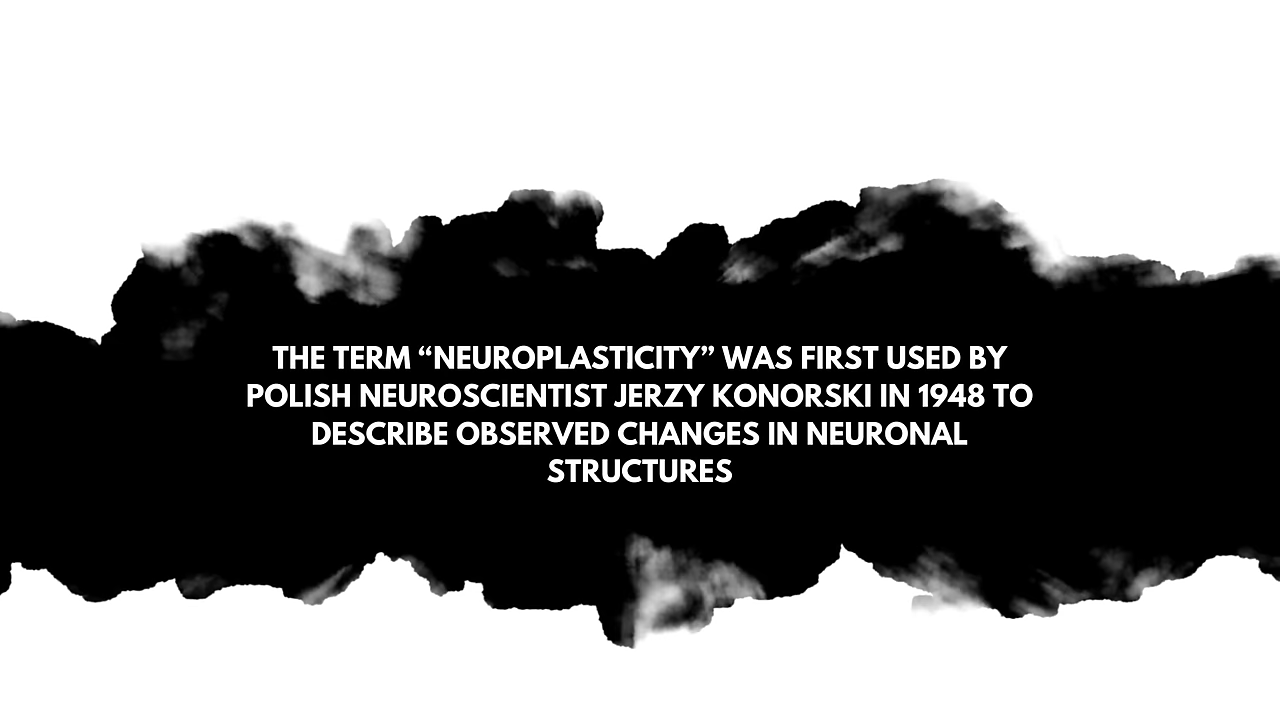 THE TERM “NEUROPLASTICITY” WAS FIRST USED BY
POLISH NEUROSCIENTIST JERZY KONORSKI IN 1948 TO
DESCRIBE OBSERVED CHANGES IN NEURONAL
STRUCTURES